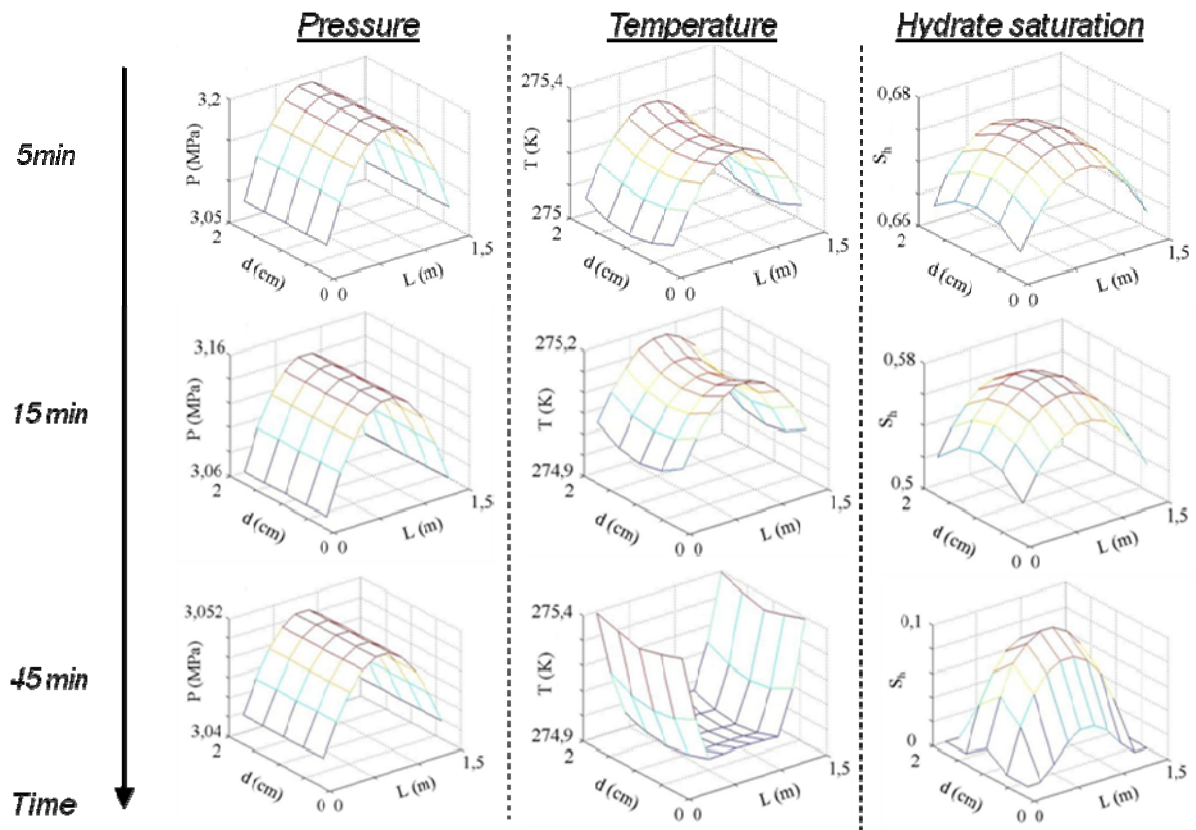 Pressure Temperature Hydrate saturation
5min
3,2
P (MPa)
3,05
2
d (cm)
0 0
L (m)
1,5
275,4
T (K)
275
2
d (cm)
0 0
L (m)
1,5
0,68
Sh
0,66
2
d (cm)
0 0
L (m)
1,5
15 min
3,16
P (MPa)
3,06
2
d (cm)
0 0
L (m)
1,5
275,2
T (K)
274,9
2
d (cm)
0 0
L (m)
1,5
0,58
Sh
0,5
2
d (cm)
0 0
L (m)
1,5
45 min
3,052
P (MPa)
3,04
2
d (cm)
0 0
L (m)
1,5
275,4
T (K)
274,9
2
d (cm)
0 0
L (m)
1,5
0,1
Sh
0
2
d (cm)
0 0
L (m)
1,5
Time